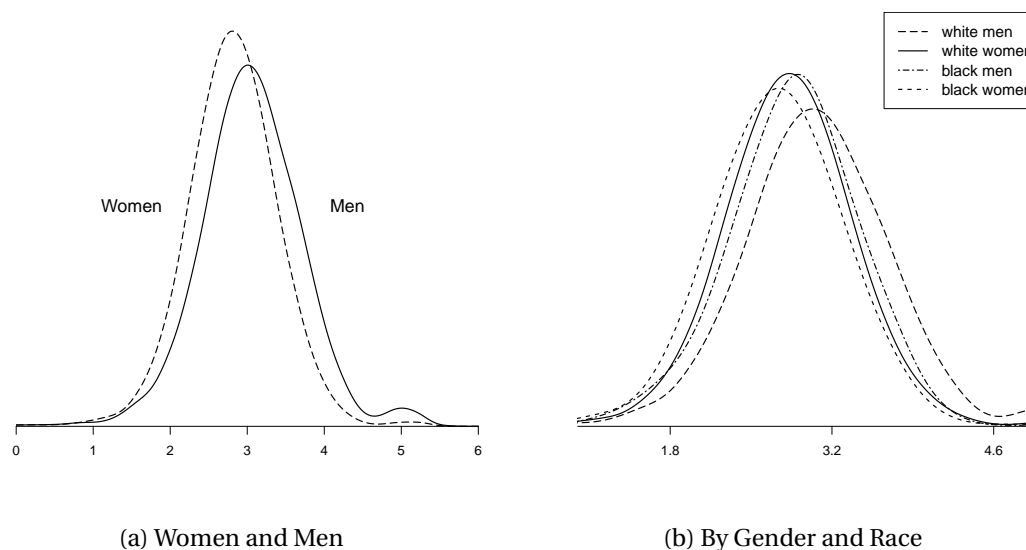 Women
Men
0 1 2 3 4 5 6
(a) Women and Men
white men
white women
black men
black women
1.8 3.2 4.6
(b) By Gender and Race